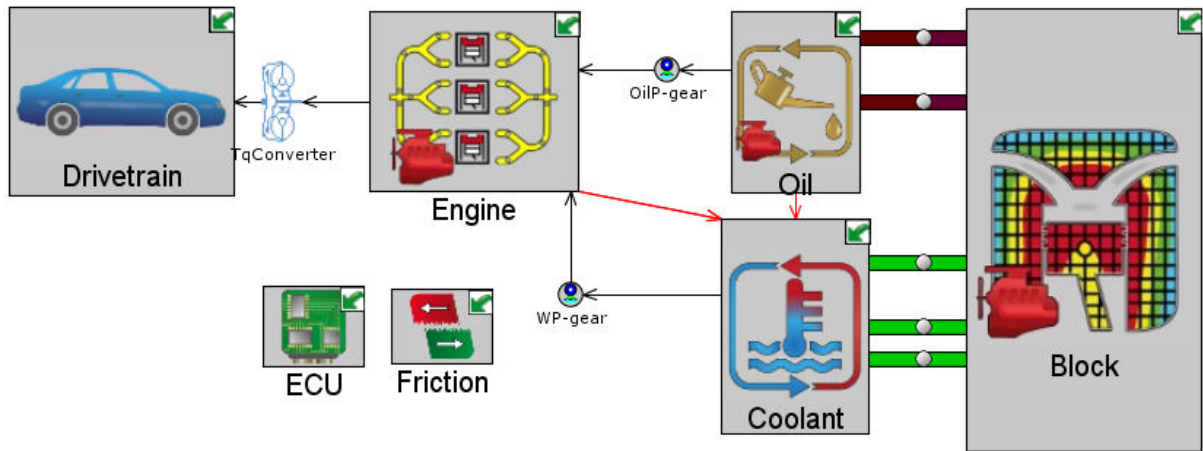 OilP-gear
TqConverter
Drivetrain
Engine
Oil
WP-gear
ECU
Friction
Coolant
Block